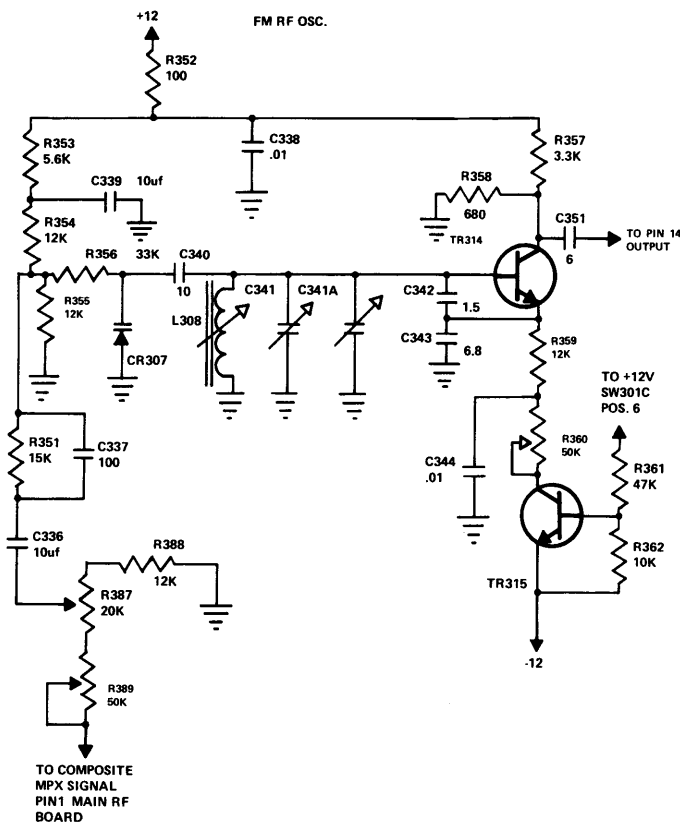 +12
FM RF OSC.
R352
100
R353
5.6K
C338
.01
R357
3.3K
C339
10uf
R358
680
C351
6
TO PIN 14
OUTPUT
R354
12K
TR314
R356
33K
C340
10
R355
12K
L308
C341
C341A
C342
1.5
C343
6.8
CR307
R359
12K
TO +12V
SW301C
POS. 6
R351
15K
C337
100
C344
.01
R360
50K
R361
47K
C336
10uf
R388
12K
R362
10K
R387
20K
TR315
R389
50K
-12
TO COMPOSITE
MPX SIGNAL
PIN1 MAIN RF
BOARD